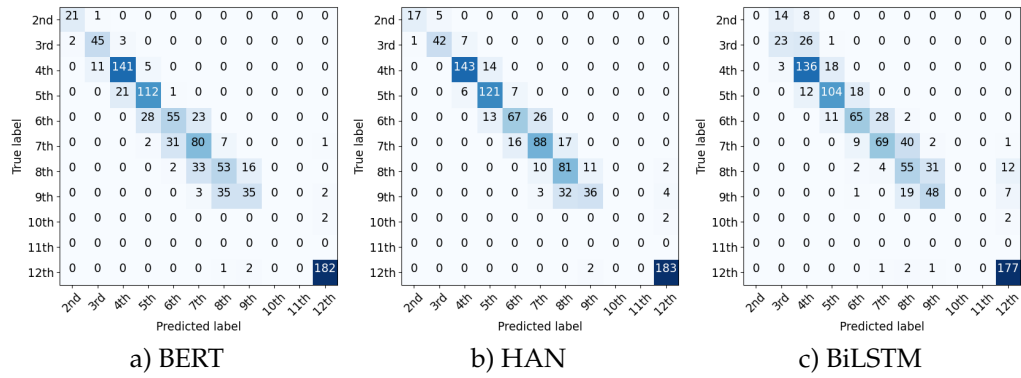 True label
2nd 21 1 0 0 0 0 0 0 0 0 0
3rd 2 45 3 0 0 0 0 0 0 0 0
4th 0 11 141 5 0 0 0 0 0 0 0
5th 0 0 21 112 1 0 0 0 0 0 0
6th 0 0 0 28 55 23 0 0 0 0 0
7th 0 0 0 2 31 80 7 0 0 0 1
8th 0 0 0 0 2 33 53 16 0 0 0
9th 0 0 0 0 0 3 35 35 0 0 2
10th 0 0 0 0 0 0 0 0 0 0 2
11th 0 0 0 0 0 0 0 0 0 0 0
12th 0 0 0 0 0 0 1 2 0 0 182
2nd 3rd 4th 5th 6th 7th 8th 9th 10th 11th 12th
Predicted label
a) BERT
True label
2nd 17 5 0 0 0 0 0 0 0 0 0
3rd 1 42 7 0 0 0 0 0 0 0 0
4th 0 0 143 14 0 0 0 0 0 0 0
5th 0 0 6 121 7 0 0 0 0 0 0
6th 0 0 0 13 67 26 0 0 0 0 0
7th 0 0 0 0 16 88 17 0 0 0 0
8th 0 0 0 0 0 10 81 11 0 0 2
9th 0 0 0 0 0 3 32 36 0 0 4
10th 0 0 0 0 0 0 0 0 0 0 2
11th 0 0 0 0 0 0 0 0 0 0 0
12th 0 0 0 0 0 0 0 2 0 0 183
2nd 3rd 4th 5th 6th 7th 8th 9th 10th 11th 12th
Predicted label
b) HAN
True label
2nd 0 14 8 0 0 0 0 0 0 0 0
3rd 0 23 26 1 0 0 0 0 0 0 0
4th 0 3 136 18 0 0 0 0 0 0 0
5th 0 0 12 104 18 0 0 0 0 0 0
6th 0 0 0 11 65 28 2 0 0 0 0
7th 0 0 0 0 9 69 40 2 0 0 1
8th 0 0 0 0 2 4 55 31 0 0 12
9th 0 0 0 0 1 0 19 48 0 0 7
10th 0 0 0 0 0 0 0 0 0 0 2
11th 0 0 0 0 0 0 0 0 0 0 0
12th 0 0 0 0 0 1 2 1 0 0 177
2nd 3rd 4th 5th 6th 7th 8th 9th 10th 11th 12th
Predicted label
c) BiLSTM